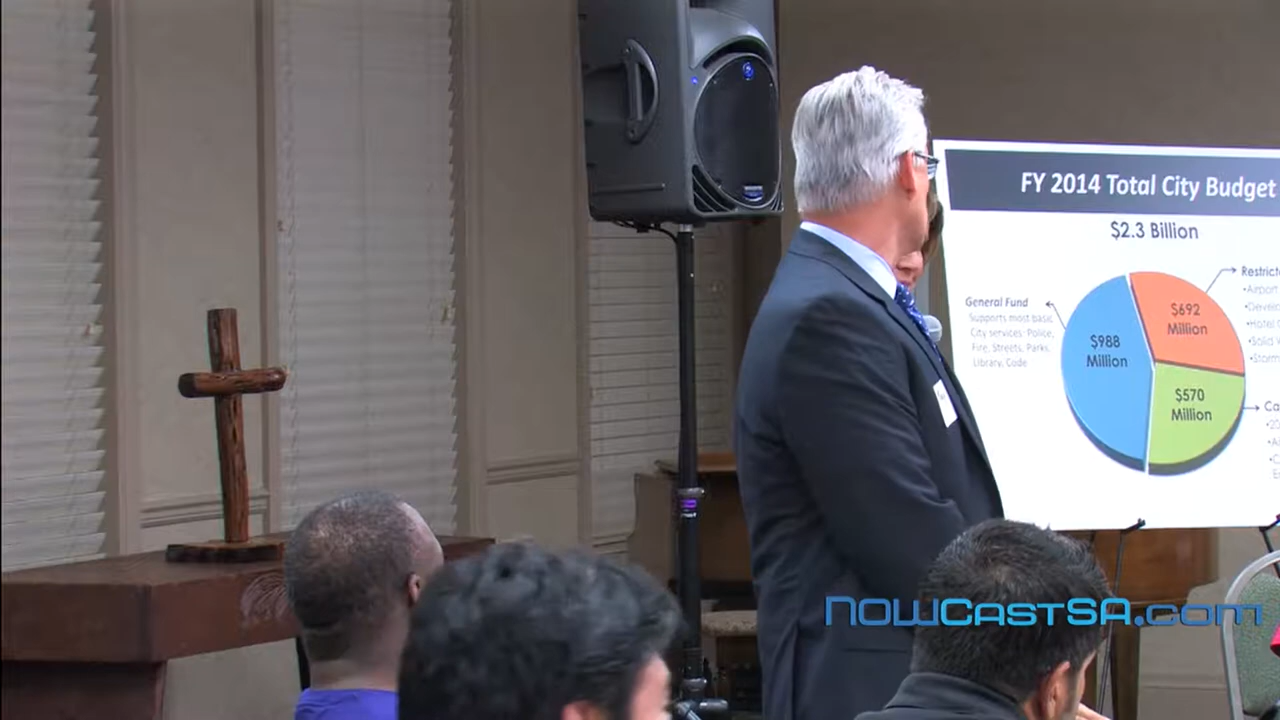 FY 2014 Total City Budget
$2.3 Billion
General Fund
Supports most basic
City services: Police,
Fire, Streets, Parks,
Library, Code
$988
Million
$692
Million
$570
Million
•Airport
NOWCastSA.com